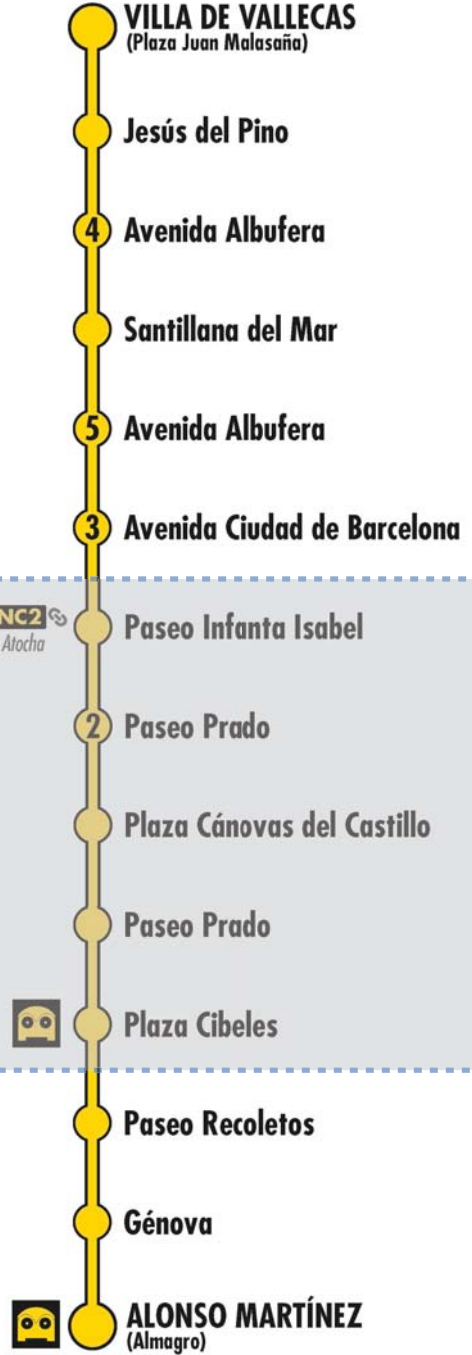 VILLA DE VALLECAS
(Plaza Juan Malasaña)
Jesús del Pino
4 Avenida Albufera
Santillana del Mar
5 Avenida Albufera
3 Avenida Ciudad de Barcelona
NC2 Paseo Infanta Isabel
Atocha
2 Paseo Prado
Plaza Cánovas del Castillo
Paseo Prado
Plaza Cibeles
Paseo Recoletos
Génova
ALONSO MARTÍNEZ
(Almagro)